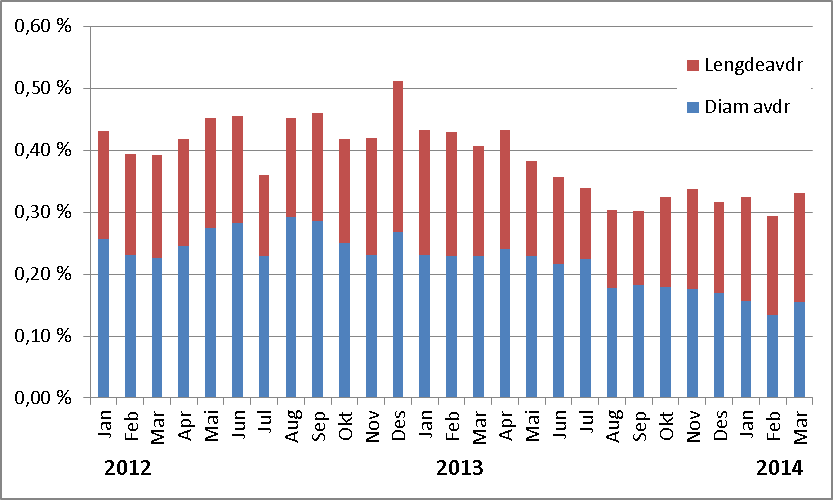 0,60 %
0,50 %
0,40 %
0,30 %
0,20 %
0,10 %
0,00 %
Lengdeavdr
Diam avdr
Jan Feb Mar Apr Mai Jun Jul Aug Sep Okt Nov Des Jan Feb Mar Apr Mai Jun Jul Aug Sep Okt Nov Des Jan Feb Mar
2012 2013 2014